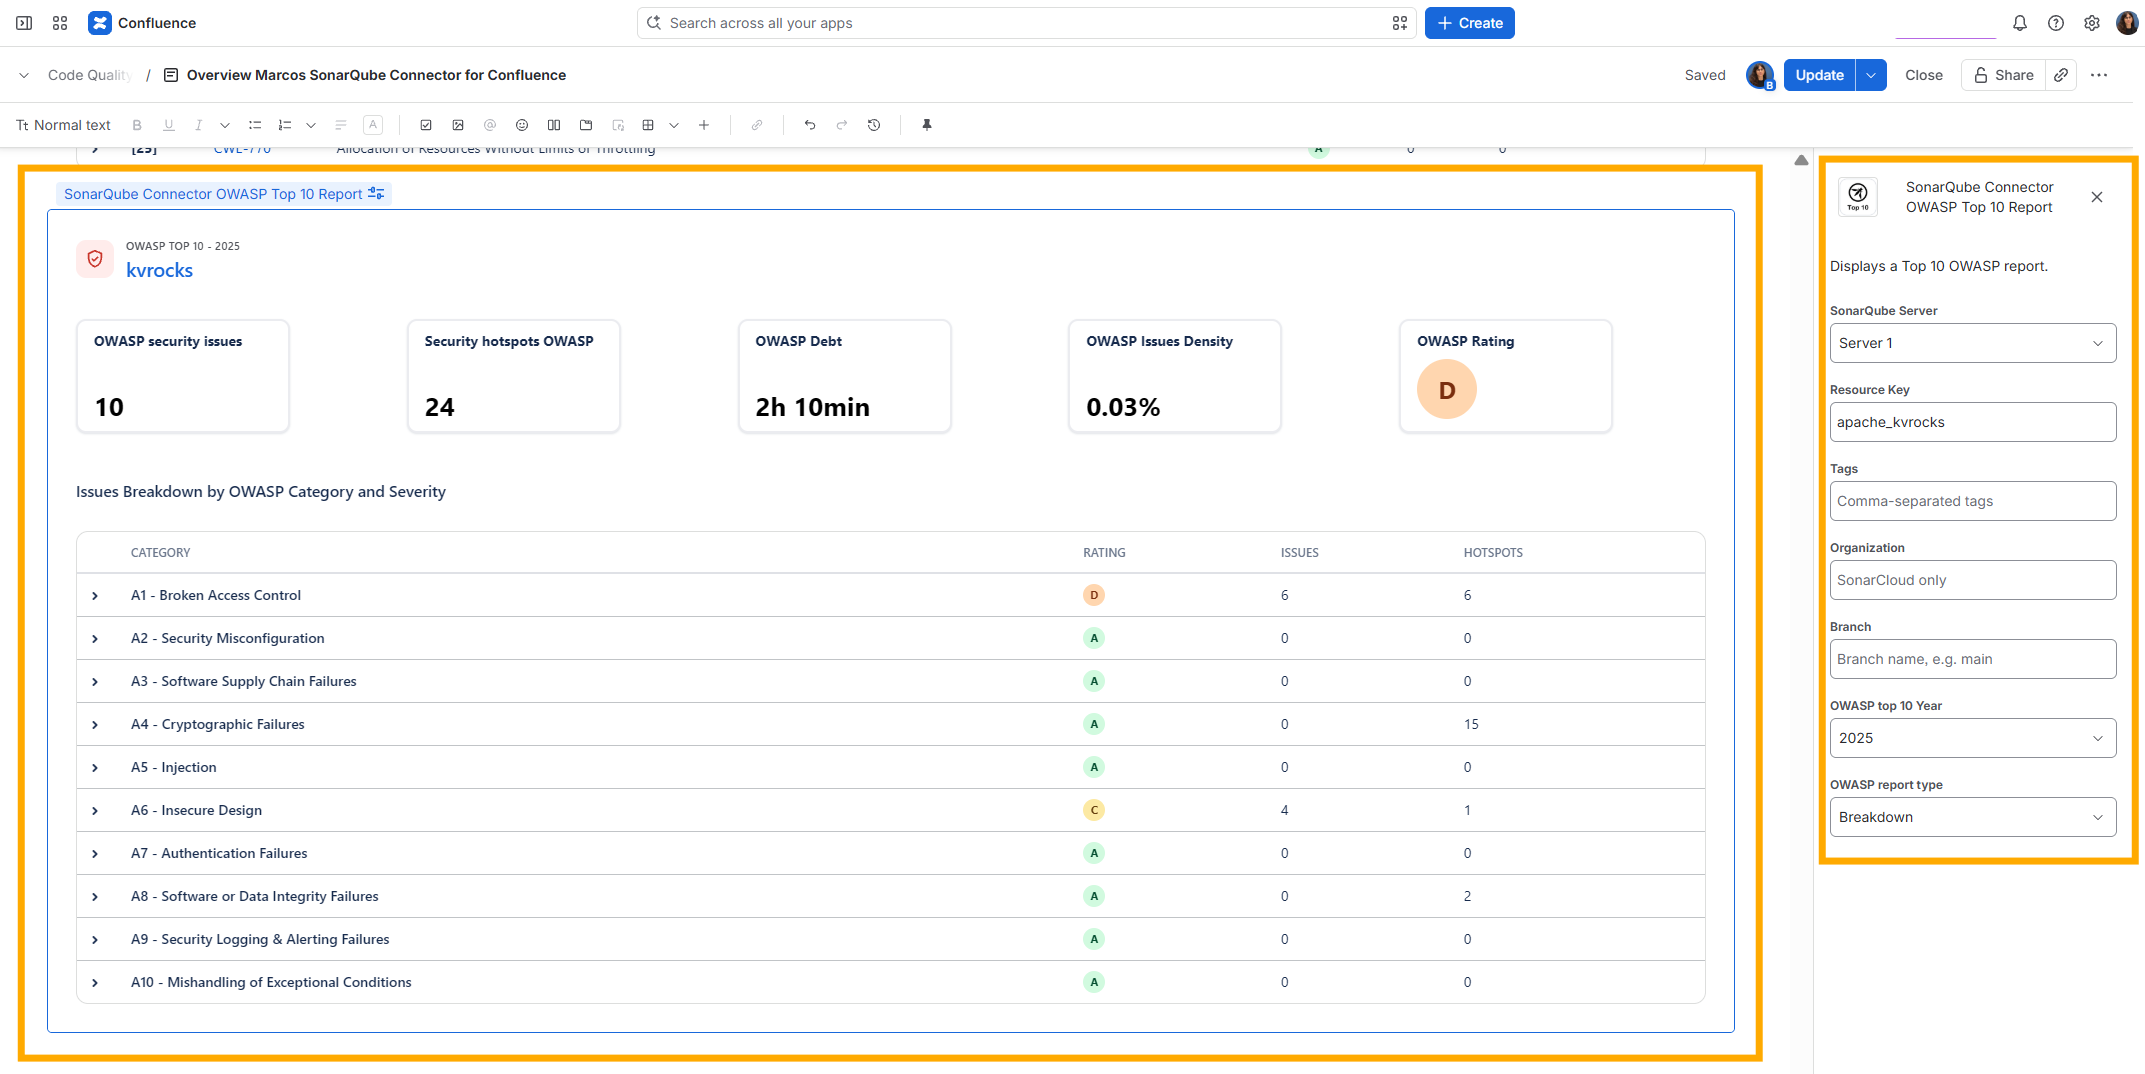 Confluence
Search across all your apps
Create
Code Quality / Overview Marcos SonarQube Connector for Confluence
Saved
B
Update
Close
Share
Tt Normal text
B U I
A
[25] CWE-770 Allocation of Resources Without Limits or Throttling A 0 0
SonarQube Connector OWASP Top 10 Report
OWASP TOP 10 - 2025
kvrocks
OWASP security issues
10
Security hotspots OWASP
24
OWASP Debt
2h 10min
OWASP Issues Density
0.03%
OWASP Rating
D
Issues Breakdown by OWASP Category and Severity
CATEGORY RATING ISSUES HOTSPOTS
A1 - Broken Access Control D 6 6
A2 - Security Misconfiguration A 0 0
A3 - Software Supply Chain Failures A 0 0
A4 - Cryptographic Failures A 0 15
A5 - Injection A 0 0
A6 - Insecure Design C 4 1
A7 - Authentication Failures A 0 0
A8 - Software or Data Integrity Failures A 0 2
A9 - Security Logging & Alerting Failures A 0 0
A10 - Mishandling of Exceptional Conditions A 0 0
Top 10
SonarQube Connector
OWASP Top 10 Report
Displays a Top 10 OWASP report.
SonarQube Server
Server 1
Resource Key
apache_kvrocks
Tags
Comma-separated tags
Organization
SonarCloud only
Branch
Branch name, e.g. main
OWASP top 10 Year
2025
OWASP report type
Breakdown